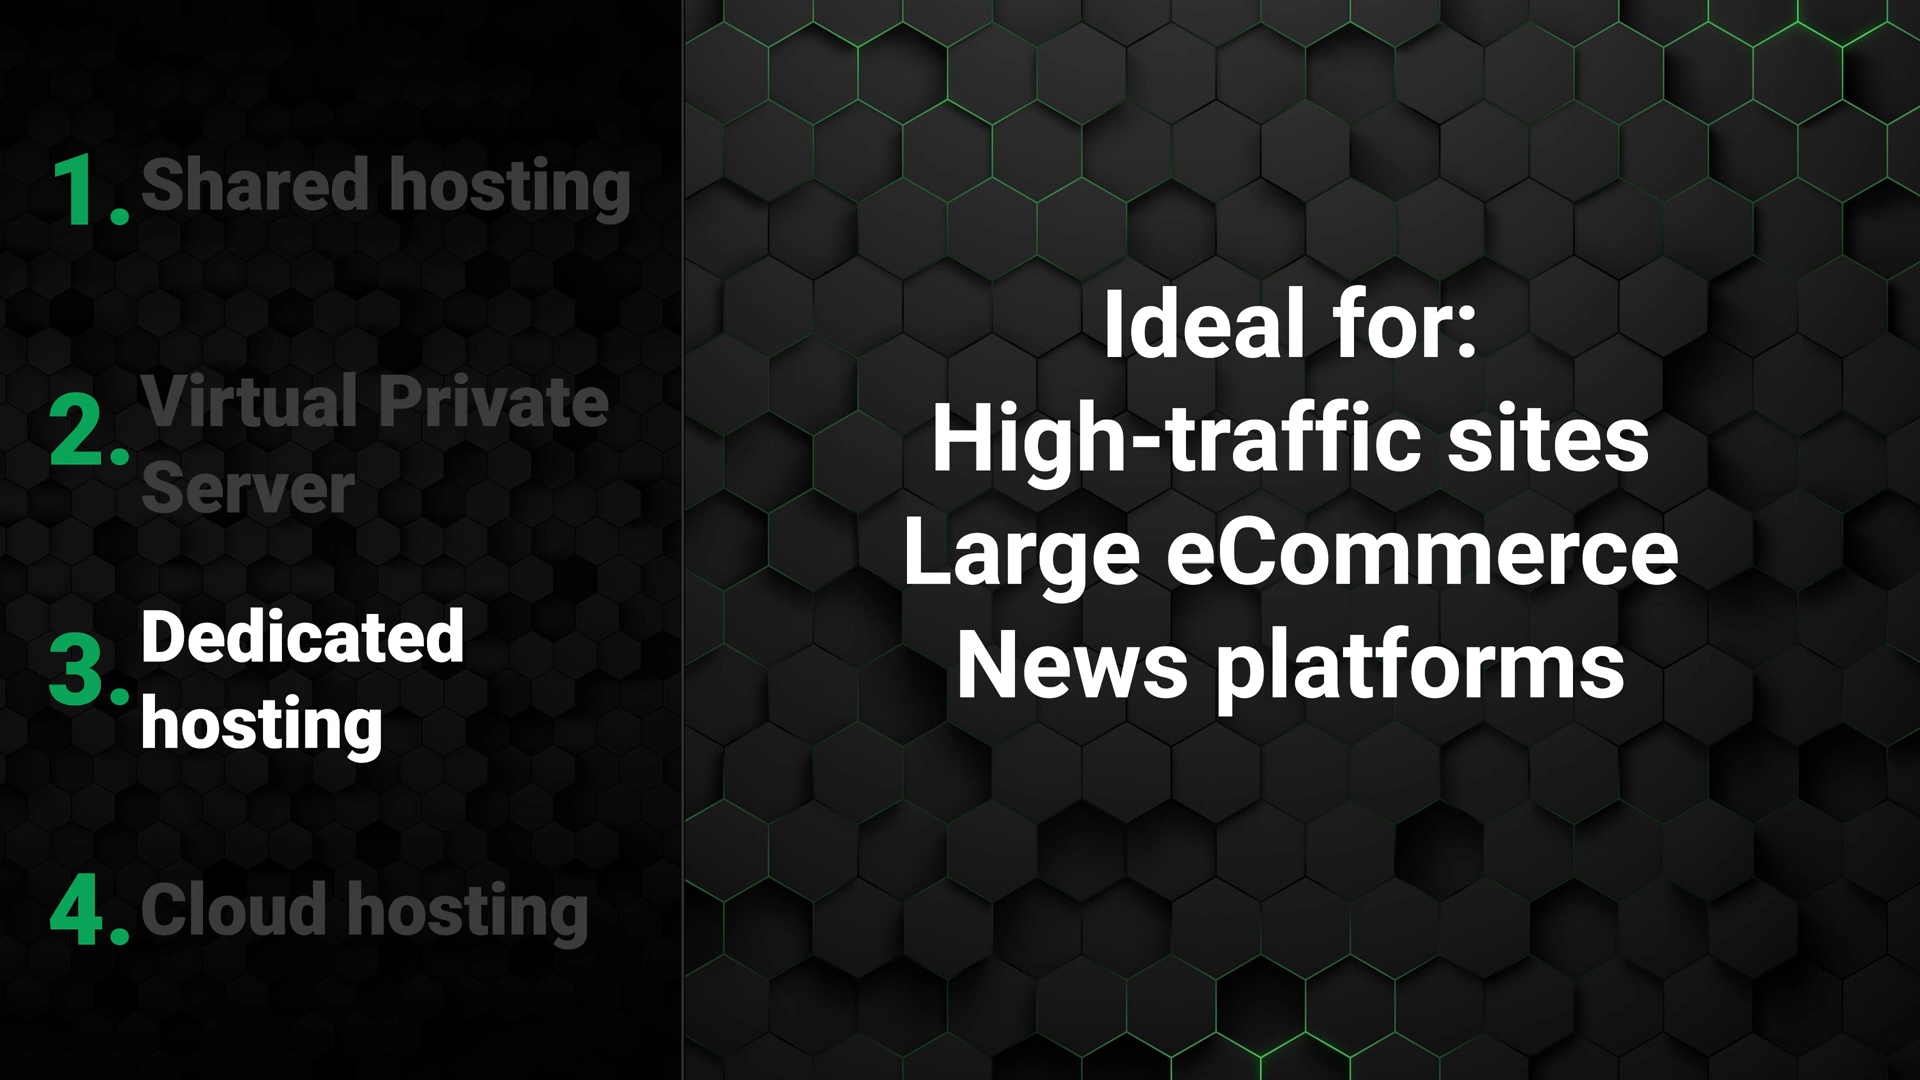 1. Shared hosting
2. Virtual Private
Server
3. Dedicated
hosting
4. Cloud hosting
Ideal for:
High-traffic sites
Large eCommerce
News platforms